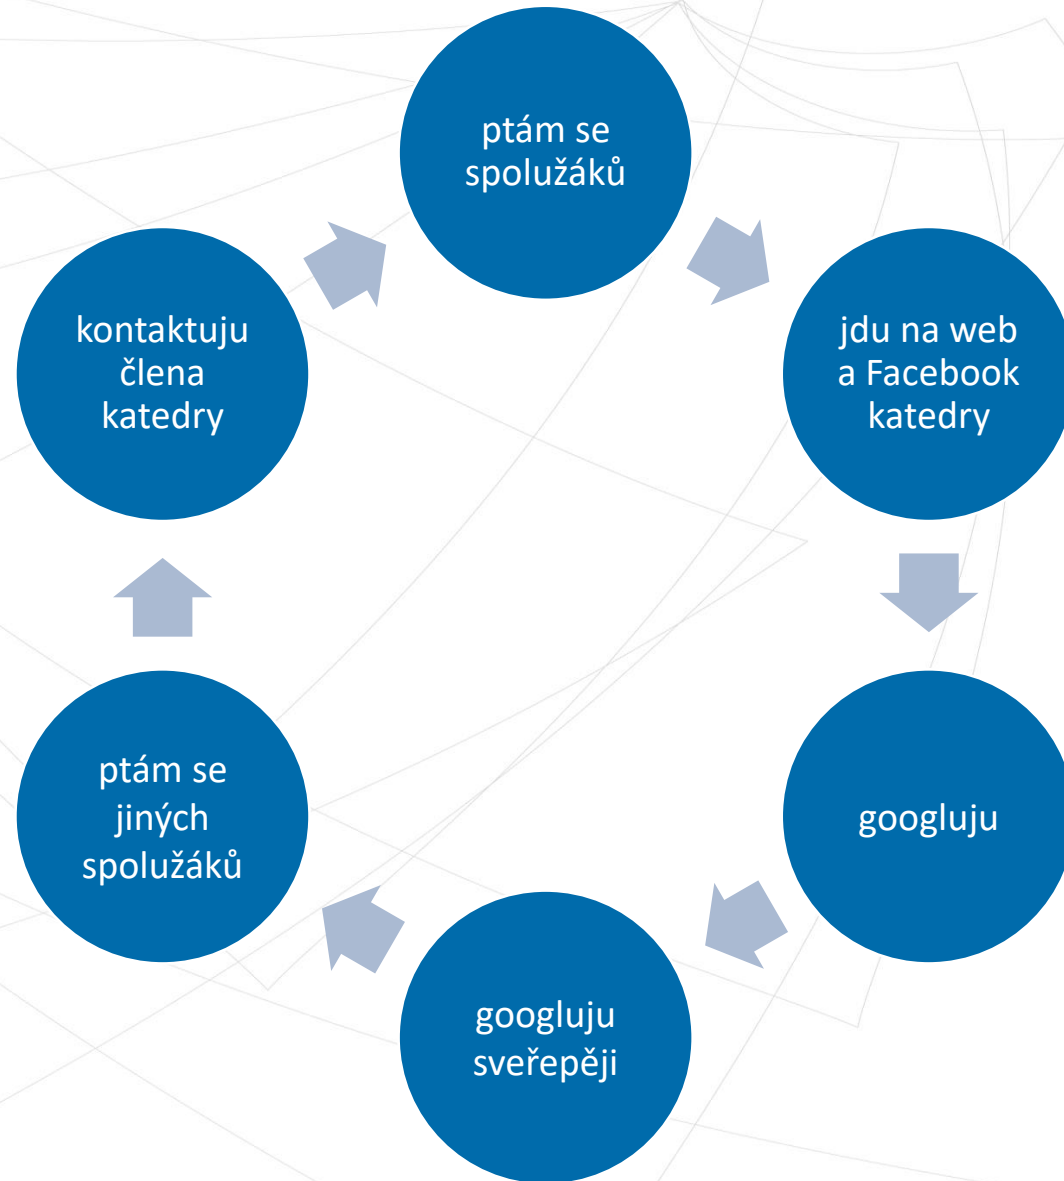 ptám se
spolužáků
jdu na web
a Facebook
katedry
googluju
googluju
sveřepěji
ptám se
jiných
spolužáků
kontaktuju
člena
katedry